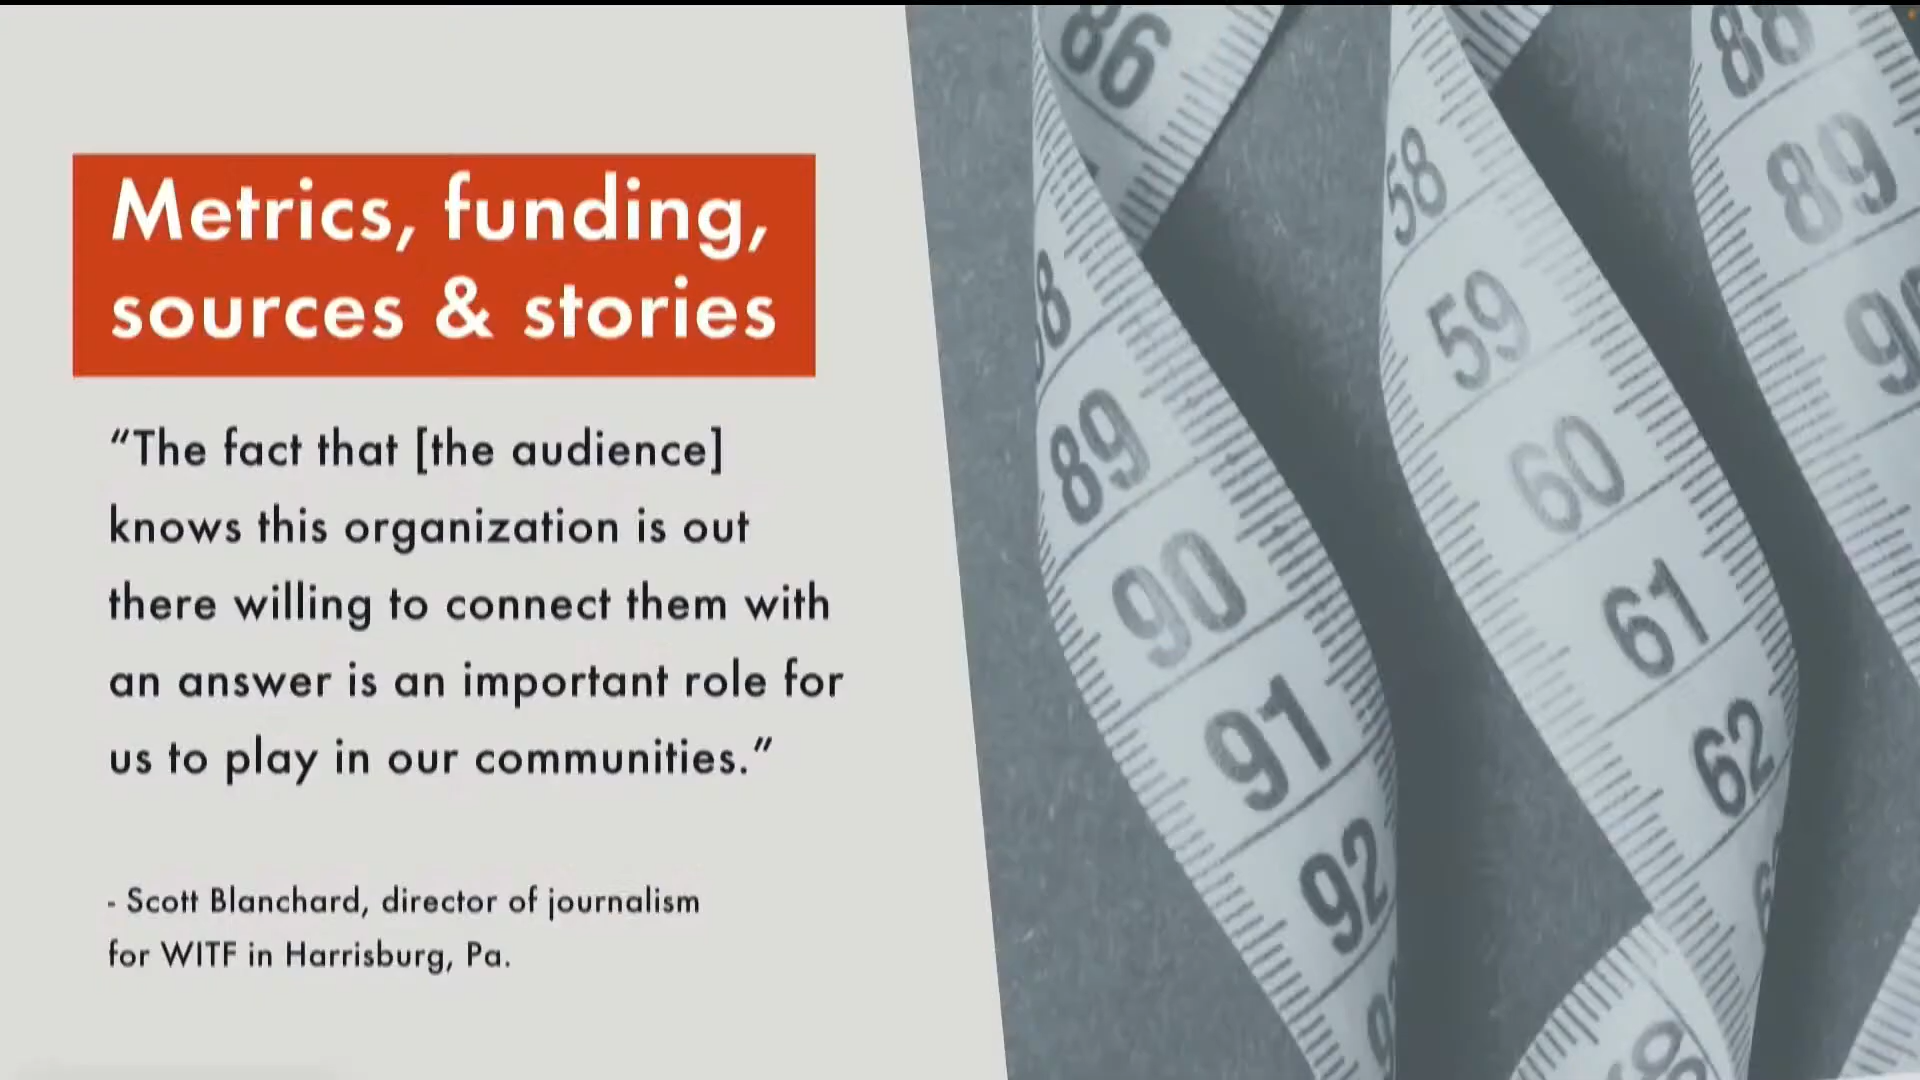 Metrics, funding,
sources & stories
“The fact that [the audience]
knows this organization is out
there willing to connect them with
an answer is an important role for
us to play in our communities.”
- Scott Blanchard, director of journalism
for WITF in Harrisburg, Pa.
86
88
89
90
91
92
58
59
60
61
62
88
89
90